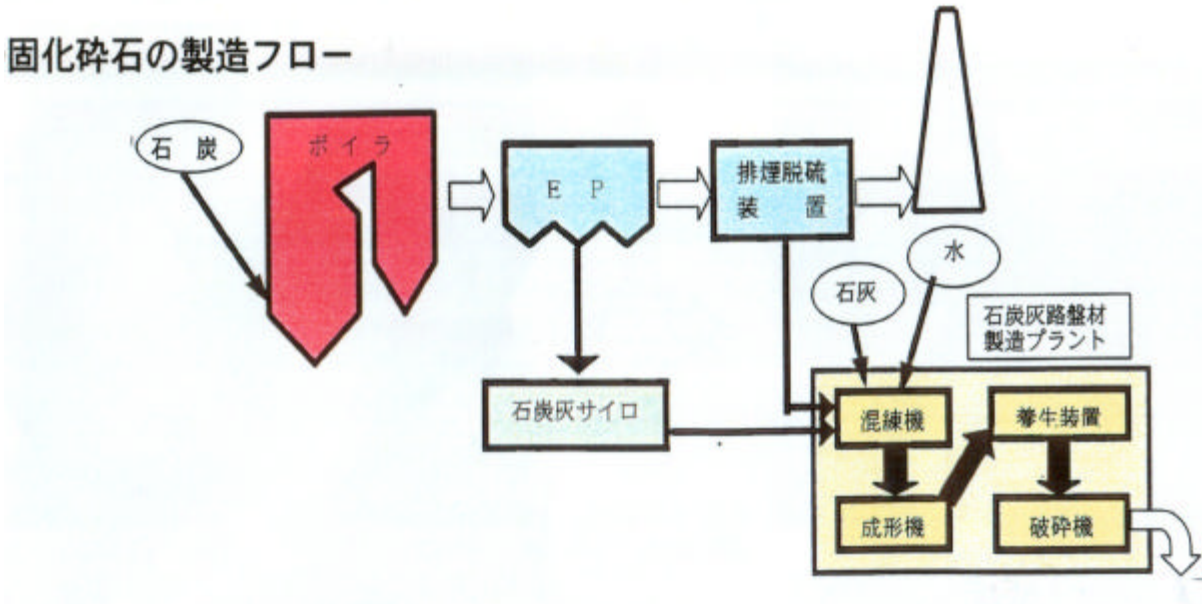 固化砕石の製造フロー
石 炭
ボイラ
E P
排煙脱硫
装 置
水
石灰
石炭灰路盤材
製造プラント
石炭灰サイロ
混練機
養生装置
成形機
破砕機